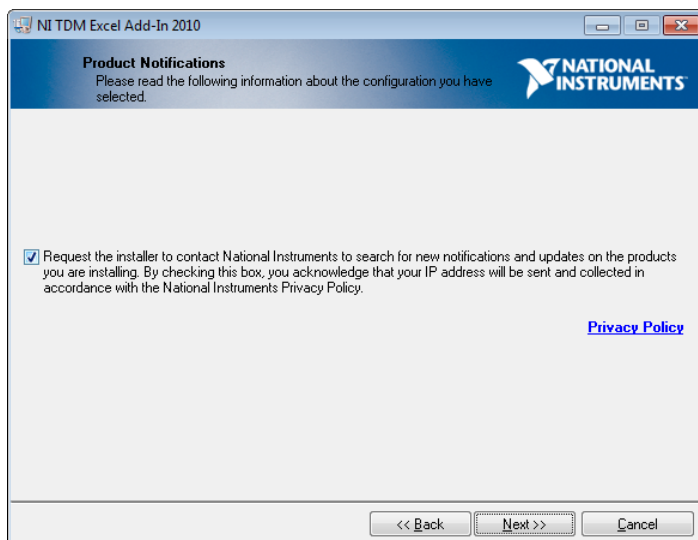 NI TDM Excel Add-In 2010
Product Notifications
Please read the following information about the configuration you have
selected.
NATIONAL
INSTRUMENTS™
Request the installer to contact National Instruments to search for new notifications and updates on the products
you are installing. By checking this box, you acknowledge that your IP address will be sent and collected in
accordance with the National Instruments Privacy Policy.
Privacy Policy
<< Back
Next >>
Cancel